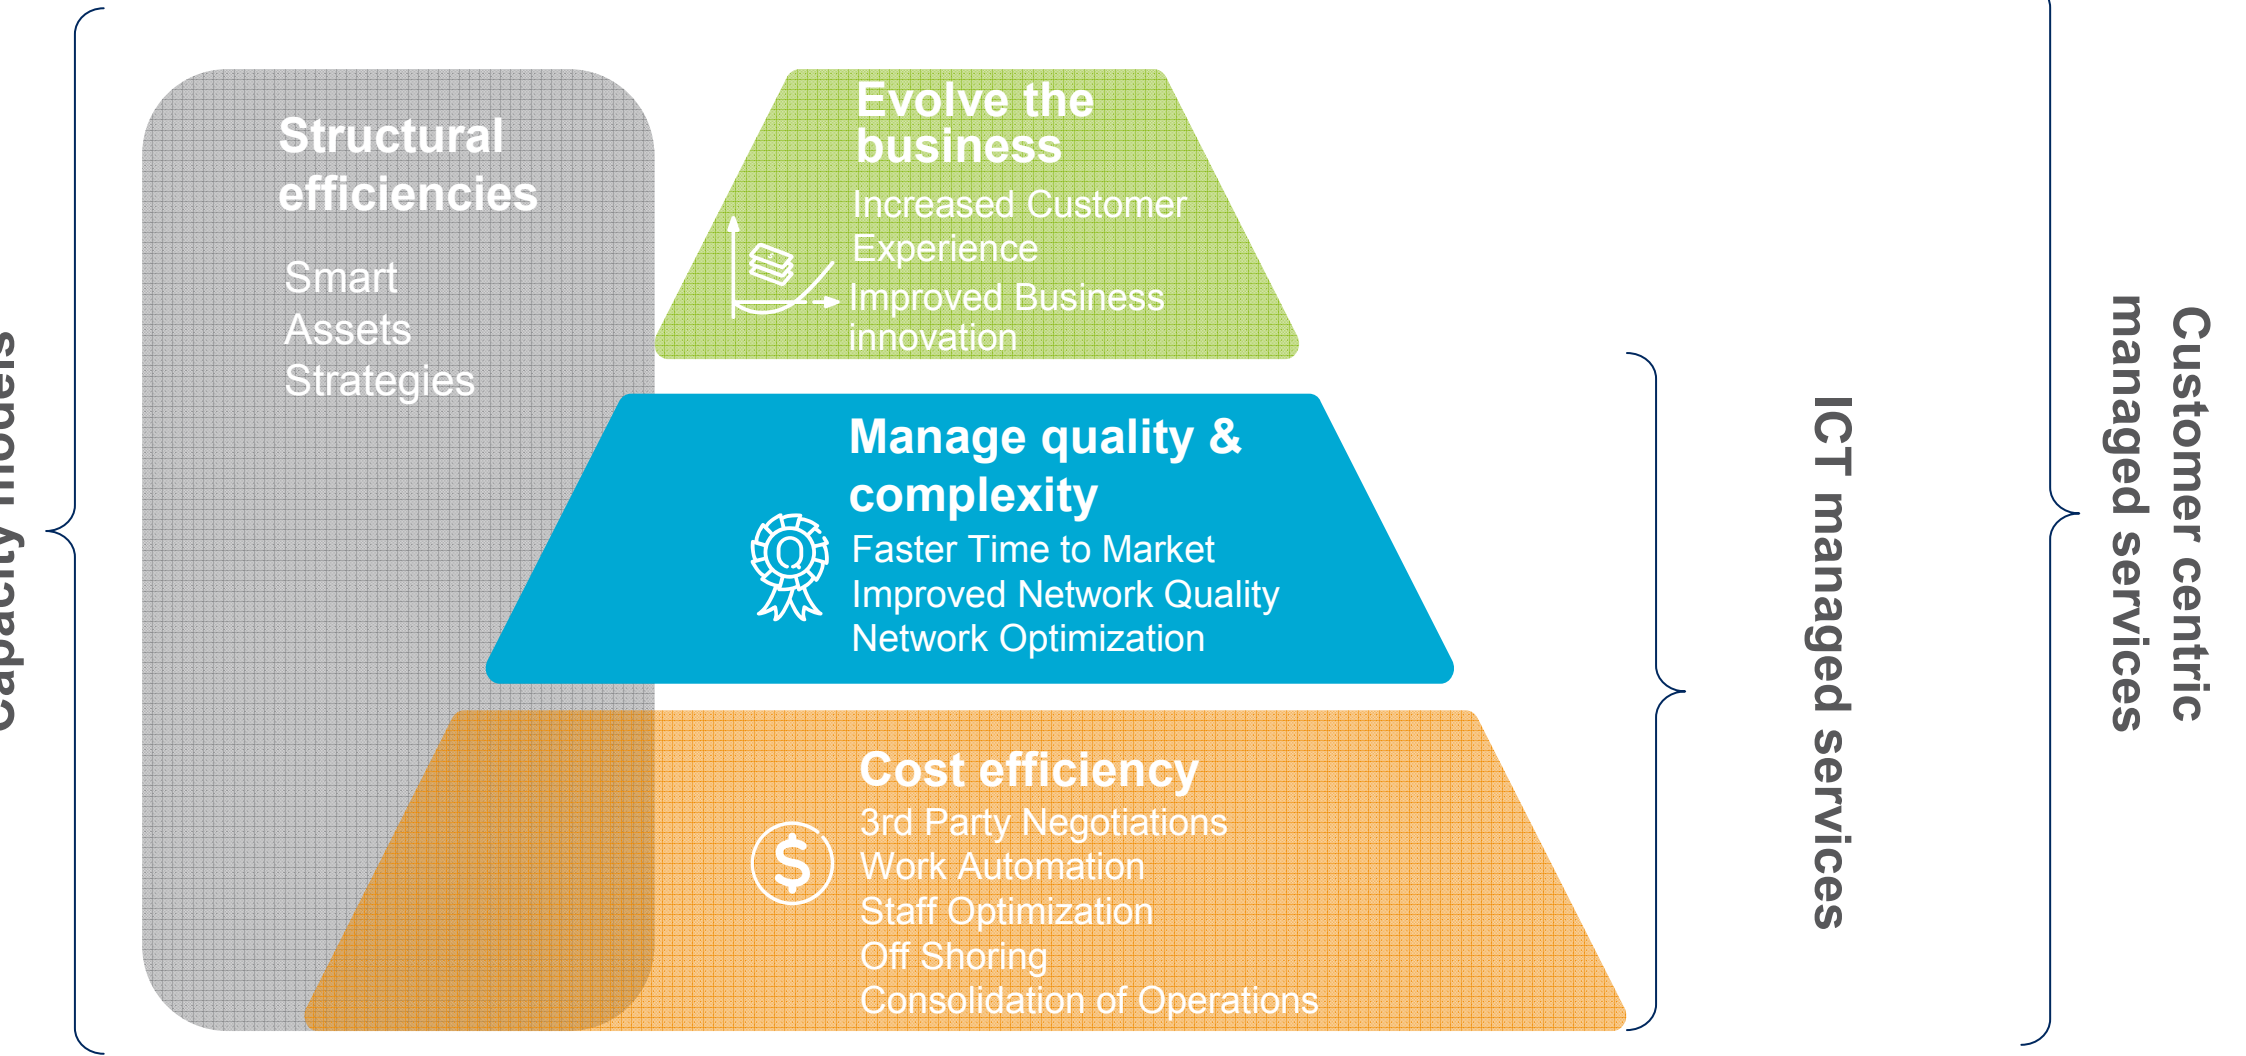 Capacity models
Structural
efficiencies
Smart
Assets
Strategies
Evolve the
business
Increased Customer
Experience
Improved Business
innovation
Manage quality &
complexity
Faster Time to Market
Improved Network Quality
Network Optimization
Cost efficiency
3rd Party Negotiations
Work Automation
Staff Optimization
Off Shoring
Consolidation of Operations
ICT managed services
Customer centric
managed services